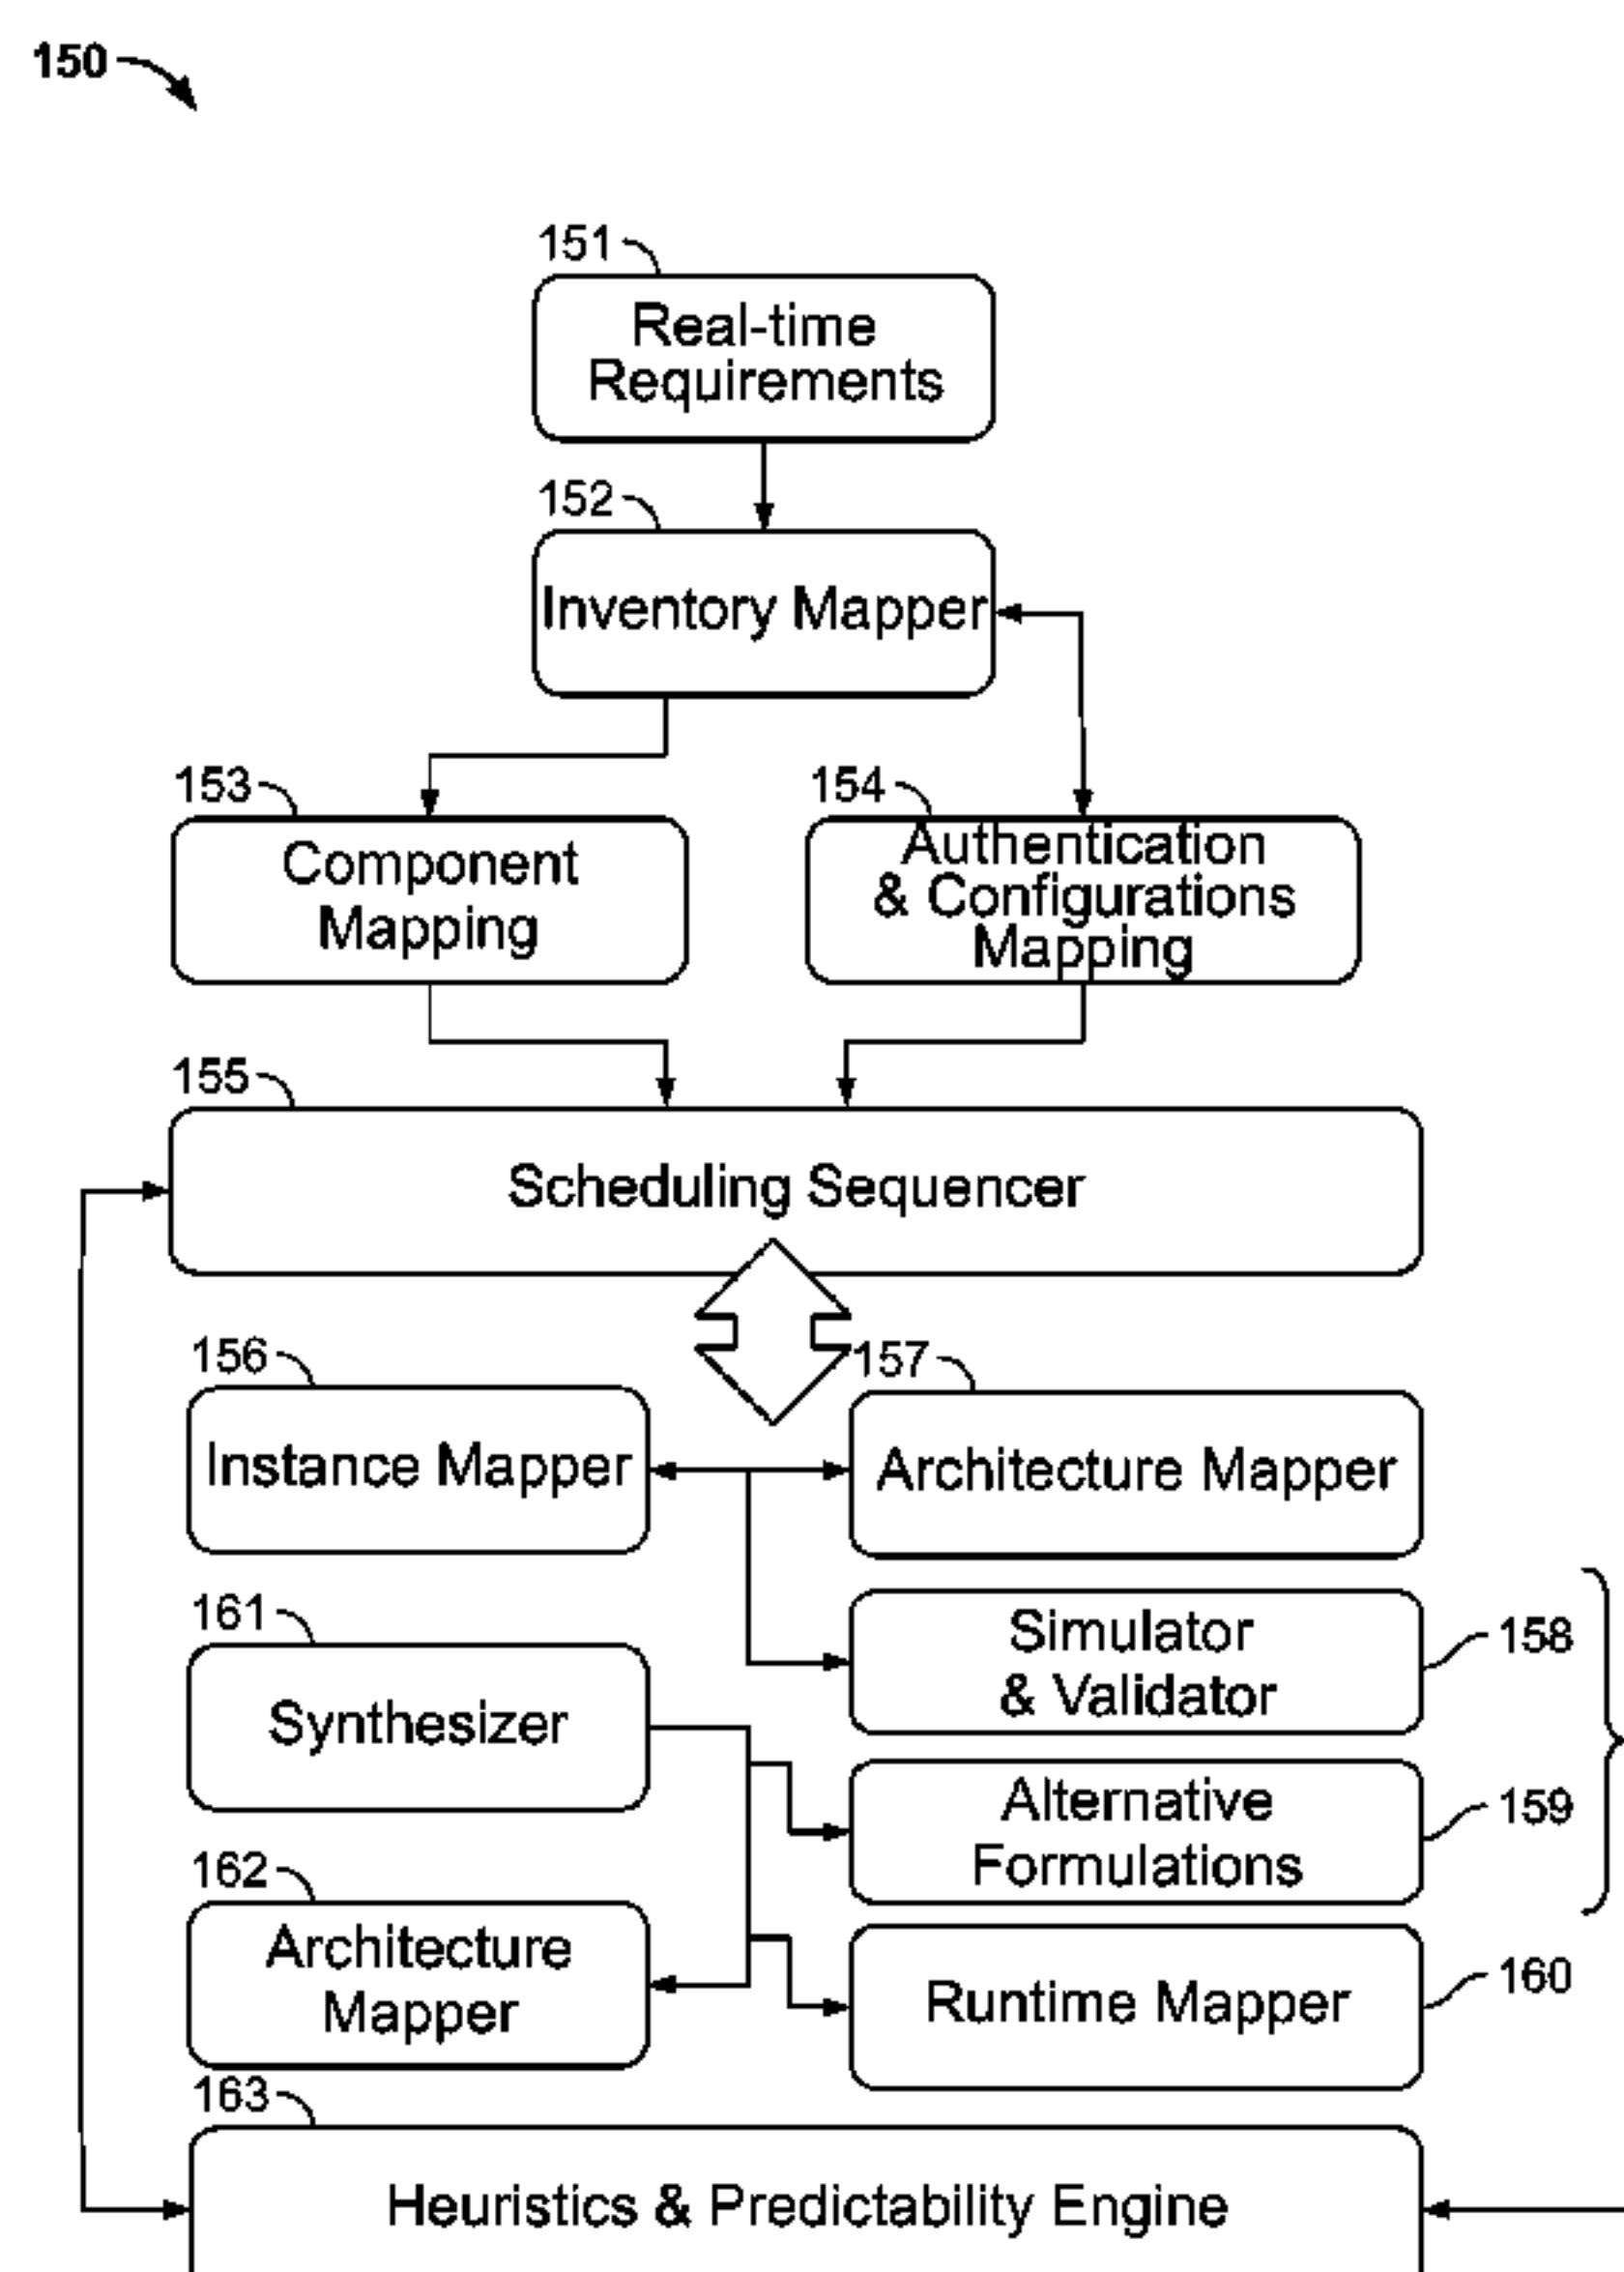 150
151
Real-time
Requirements
152
Inventory Mapper
153
Component
Mapping
154
Authentication
& Configurations
Mapping
155
Scheduling Sequencer
156
Instance Mapper
157
Architecture Mapper
Simulator
& Validator
158
161
Synthesizer
Alternative
Formulations
159
162
Architecture
Mapper
Runtime Mapper
160
163
Heuristics & Predictability Engine